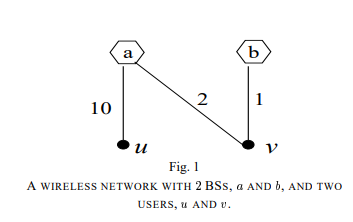 a b
10 2 1
u v
Fig. 1
A WIRELESS NETWORK WITH 2 BSS, a AND b, AND TWO
USERS, u AND v.